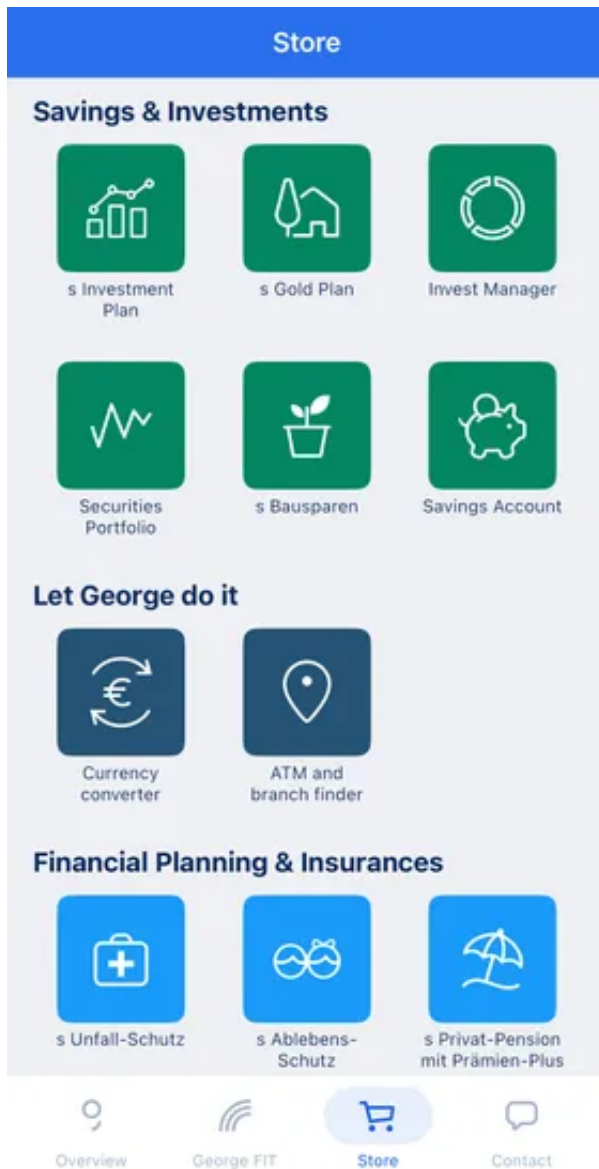 Store
Savings & Investments
s Investment
Plan
s Gold Plan
Invest Manager
Securities
Portfolio
s Bausparen
Savings Account
Let George do it
€
Currency
converter
ATM and
branch finder
Financial Planning & Insurances
s Unfall-Schutz
s Ablebens-
Schutz
s Privat-Pension
mit Prämien-Plus
Overview
George FIT
Store
Contact